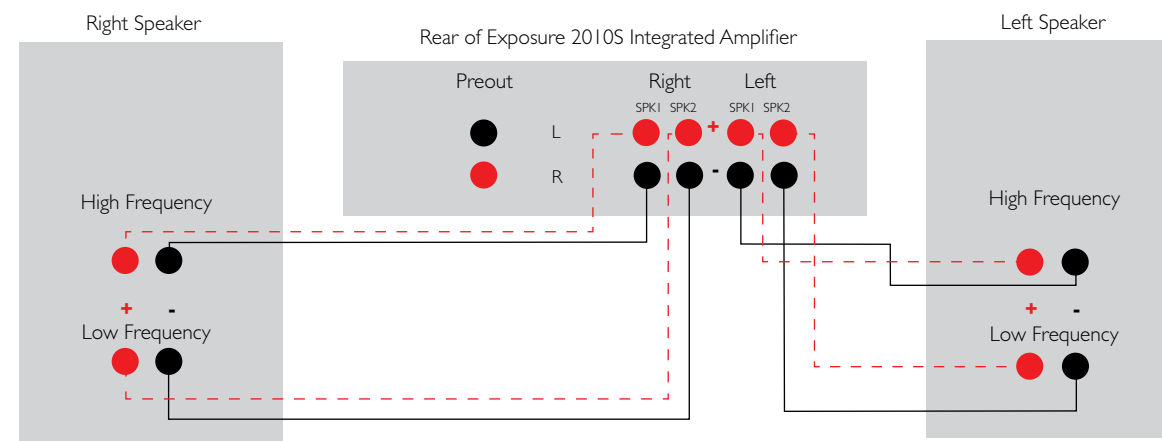 Right Speaker
Left Speaker
Rear of Exposure 2010S Integrated Amplifier
Preout
Right
Left
SPK1 SPK2
SPK1 SPK2
L
+
R
-
High Frequency
High Frequency
+ -
+ -
Low Frequency
Low Frequency